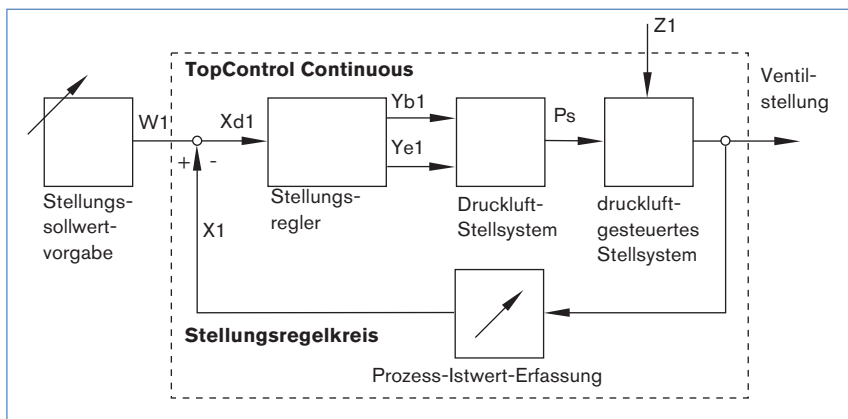 Z1
TopControl Continuous
Ventil-
stellung
W1
Xd1
Yb1
Ye1
Ps
+ -
Stellungs-
sollwert-
vorgabe
X1
Stellungs-
regler
Druckluft-
Stellsystem
druckluft-
gesteuertes
Stellsystem
Stellungsregelkreis
Prozess-Istwert-Erfassung